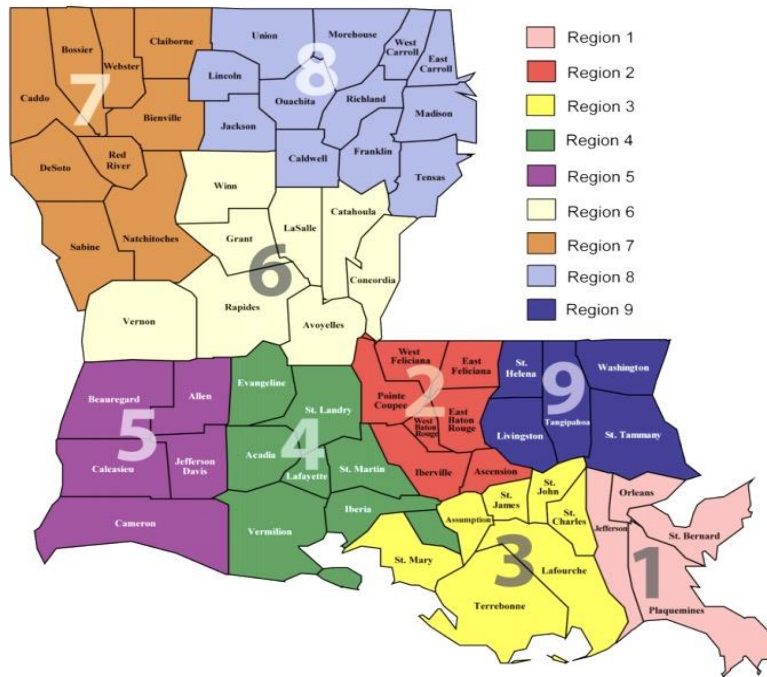 Union
Morehouse
West
Carroll
East
Carroll
Claiborne
Bossier
Webster
Lincoln
8
Caddo
7
Ouachita
Richland
Madison
Bienville
Jackson
Caldwell
Franklin
Tensas
Red
River
DeSoto
Winn
Catahoula
LaSalle
Grant
Sabine
Natchitoches
6
Concordia
Rapides
Vernon
Avoyelles
West
Feliciana
East
Feliciana
St.
Helena
Washington
9
Evangeline
Beauregard
Allen
St. Landry
Pointe
Coupee
2
West Baton
Rouge
East
Baton
Rouge
Tangipahoa
Livingston
St. Tammany
5
4
Acadia
Lafayette
Calcasieu
Jefferson
Davis
St. Martin
Iberville
Ascension
Cameron
Vermilion
Iberia
Assumption
St.
James
St.
John
St.
Charles
Jefferson
Orleans
St. Bernard
St. Mary
3
Lafourche
Terrebonne
1
Plaquemines
Region 1
Region 2
Region 3
Region 4
Region 5
Region 6
Region 7
Region 8
Region 9